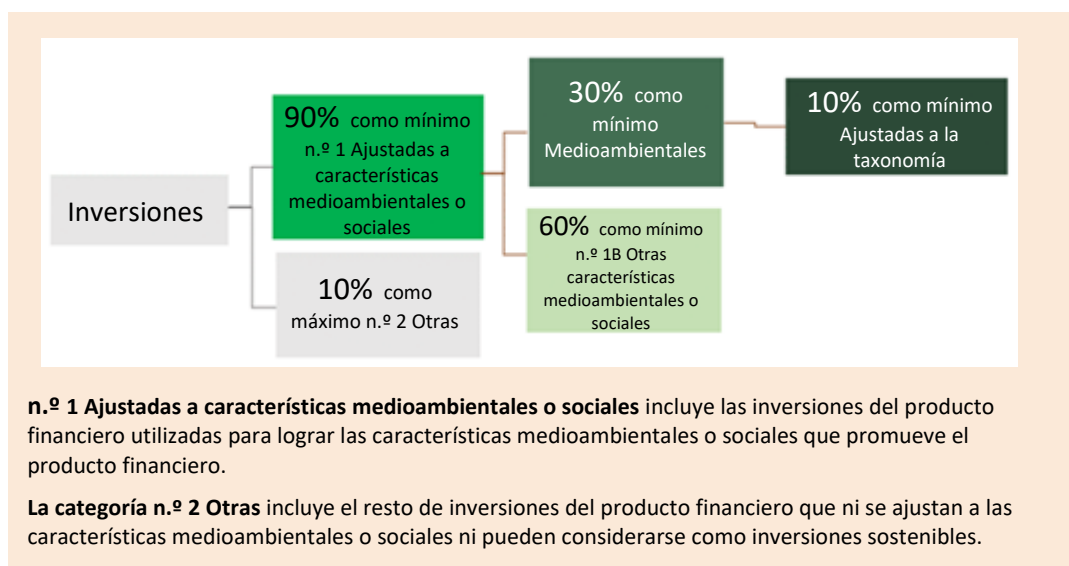 Inversiones
90% como mínimo
n.º 1 Ajustadas a
características
medioambientales o
sociales
10% como
máximo n.º 2 Otras
30% como
mínimo
Medioambientales
60% como mínimo
n.º 1B Otras
características
medioambientales o
sociales
10% como mínimo
Ajustadas a la
taxonomía
n.º 1 Ajustadas a características medioambientales o sociales incluye las inversiones del producto
financiero utilizadas para lograr las características medioambientales o sociales que promueve el
producto financiero.
La categoría n.º 2 Otras incluye el resto de inversiones del producto financiero que ni se ajustan a las
características medioambientales o sociales ni pueden considerarse como inversiones sostenibles.